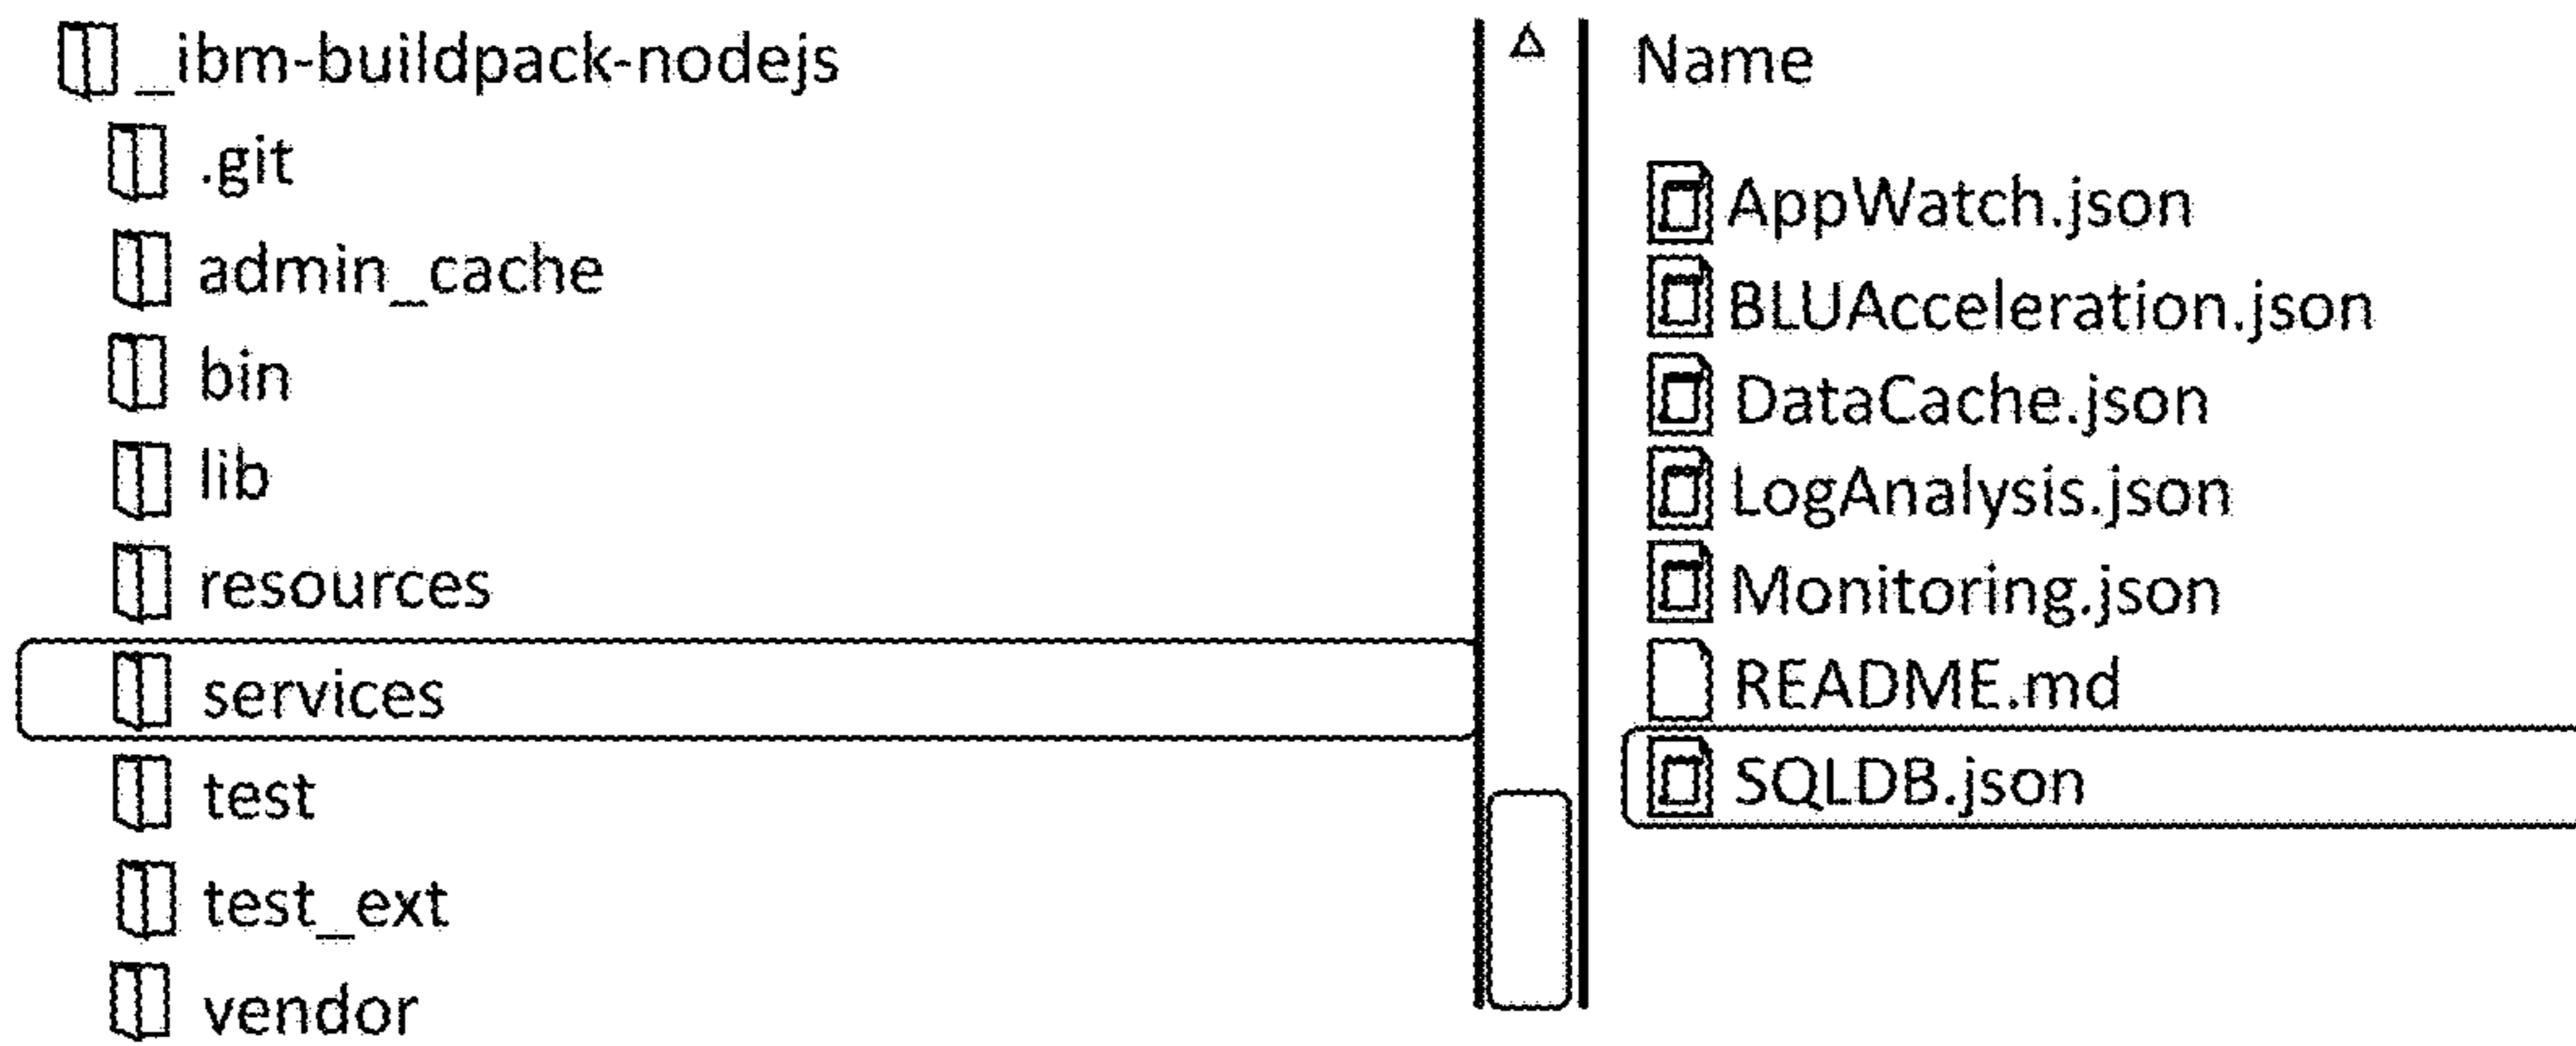 _ibm-buildpack-nodejs
.git
admin_cache
bin
lib
resources
services
test
test_ext
vendor
Name
AppWatch.json
BLUAcceleration.json
DataCache.json
LogAnalysis.json
Monitoring.json
README.md
SQLDB.json